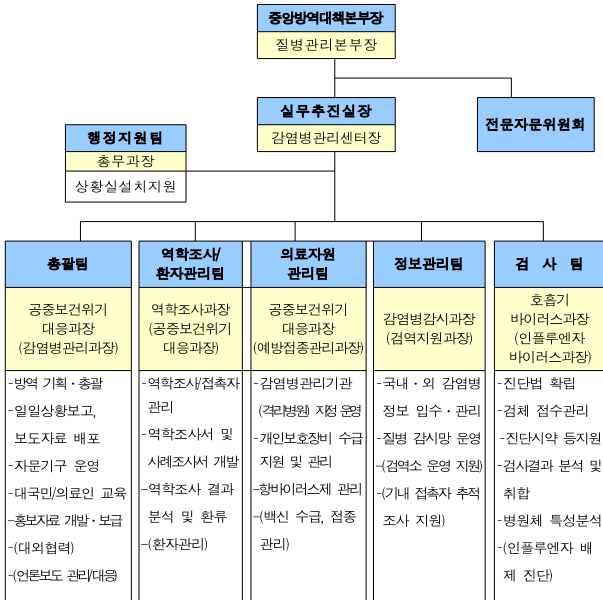 중앙방역대책본부장
질병관리본부장
실무추진실장
감염병관리센터장
전문자문위원회
행정지원팀
총무과장
상황실설치지원
총괄팀
공중보건위기
대응과장
(감염병관리과장)
-방역 기획·총괄
-일일상황보고,
보도자료 배포
-자문기구 운영
-대국민/의료인 교육
-홍보자료 개발·보급
-(대외협력)
-(언론보도 관리/대응)
역학조사/
환자관리팀
역학조사과장
(공중보건위기
대응과장)
-역학조사/접촉자
관리
-역학조사서 및
사례조사서 개발
-역학조사 결과
분석 및 환류
-(환자관리)
의료자원
관리팀
공중보건위기
대응과장
(예방접종관리과장)
-감염병관리기관
(격리병원) 지정 운영
-개인보호장비 수급
지원 및 관리
-항바이러스제 관리
-(백신 수급, 접종
관리)
정보관리팀
감염병감시과장
(검역지원과장)
-국내·외 감염병
정보 입수·관리
-질병 감시망 운영
-(검역소 운영 지원)
-(기내 접촉자 추적
조사 지원)
검 사 팀
호흡기
바이러스과장
(인플루엔자
바이러스과장)
-진단법 확립
-검체 접수관리
-진단시약 등지원
-검사결과 분석 및
취합
-병원체 특성분석
-(인플루엔자 배
제 진단)